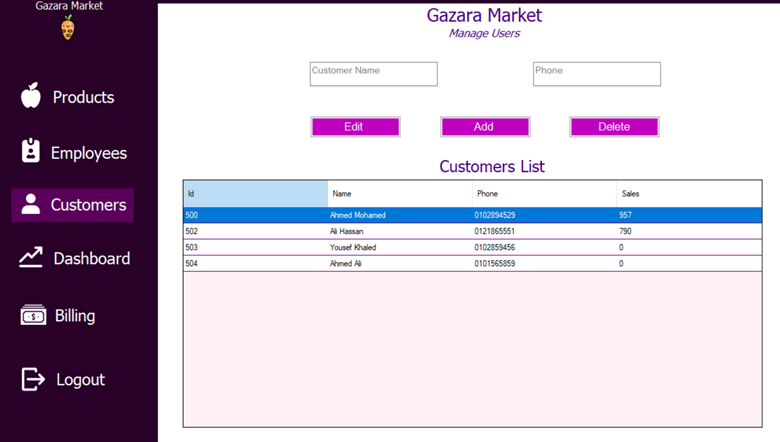 Gazara Market
Products
Employees
Customers
Dashboard
Billing
Logout
Gazara Market
Manage Users
Customer Name Phone
Edit Add Delete
Customers List
Id Name Phone Sales
500 Ahmed Mohamed 0102894529 957
502 Ali Hassan 0121865551 790
503 Yousef Khaled 0102859456 0
504 Ahmed Ali 0101565859 0